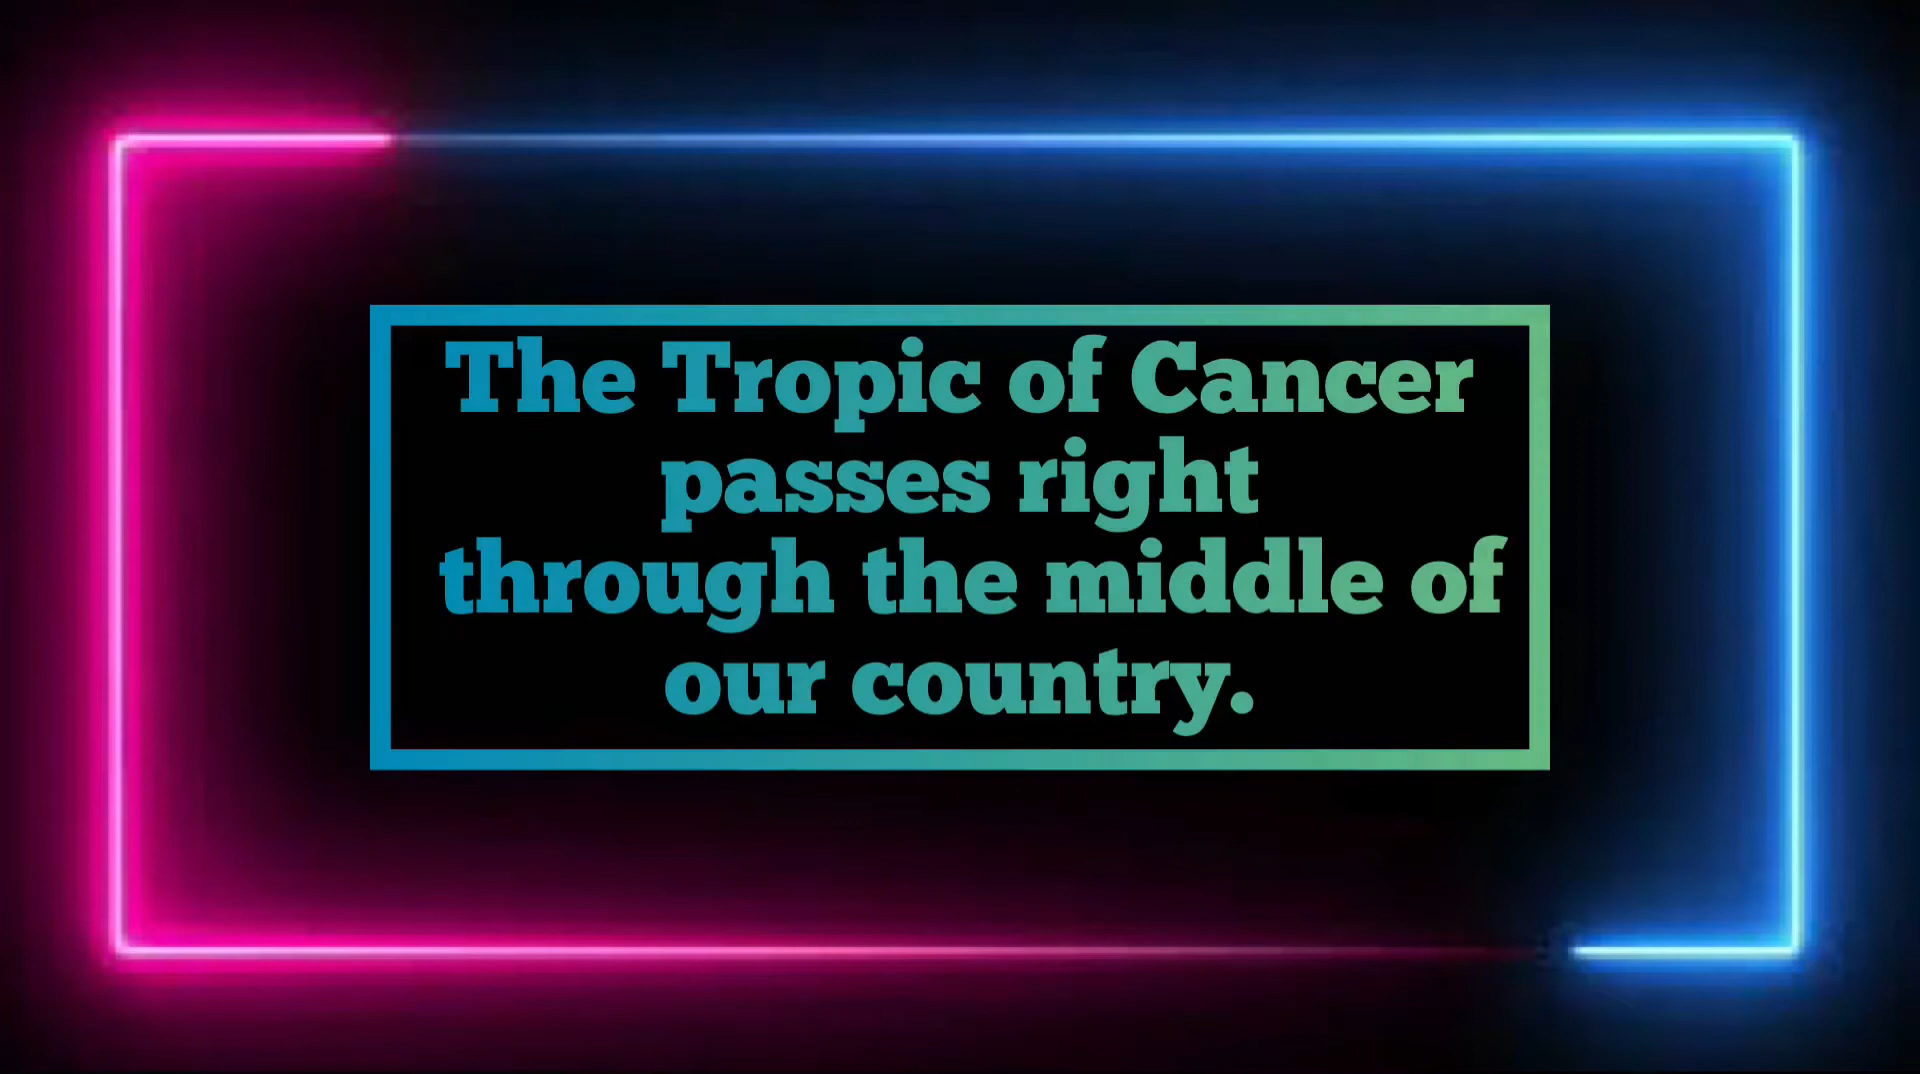 The Tropic of Cancer
passes right
through the middle of
our country.